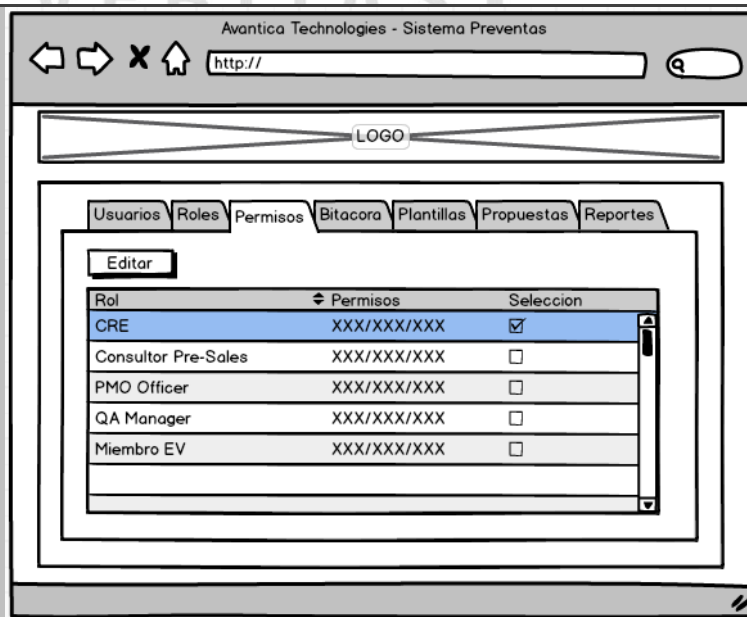 Avantica Technologies - Sistema Preventas
http://
LOGO
Usuarios Roles Permisos Bitacora Plantillas Propuestas Reportes
Editar
Rol Permisos Seleccion
CRE XXX/XXX/XXX
Consultor Pre-Sales XXX/XXX/XXX
PMO Officer XXX/XXX/XXX
QA Manager XXX/XXX/XXX
Miembro EV XXX/XXX/XXX